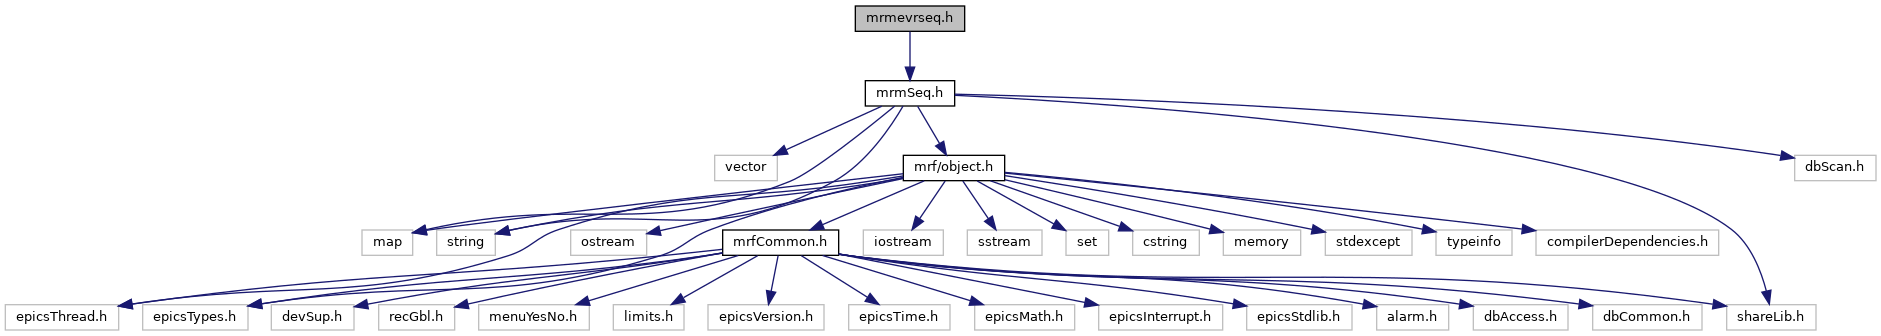 mrmevrseq.h
mrmSeq.h
vector
mrf/object.h
dbScan.h
map
string
ostream
mrfCommon.h
iostream
sstream
set
cstring
memory
stdexcept
typeinfo
compilerDependencies.h
epicsThread.h
epicsTypes.h
devSup.h
recGbl.h
menuYesNo.h
limits.h
epicsVersion.h
epicsTime.h
epicsMath.h
epicsInterrupt.h
epicsStdlib.h
alarm.h
dbAccess.h
dbCommon.h
shareLib.h